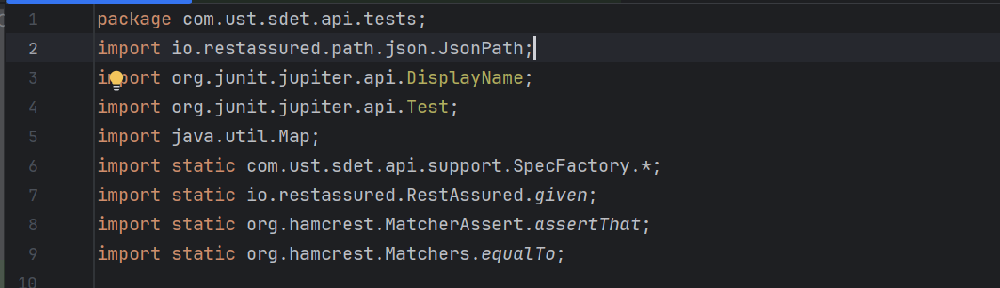 1 package com.ust.sdet.api.tests;
2 import io.restassured.path.json.JsonPath;
3 import org.junit.jupiter.api.DisplayName;
4 import org.junit.jupiter.api.Test;
5 import java.util.Map;
6 import static com.ust.sdet.api.support.SpecFactory.*;
7 import static io.restassured.RestAssured.given;
8 import static org.hamcrest.MatcherAssert.assertThat;
9 import static org.hamcrest.Matchers.equalTo;
10